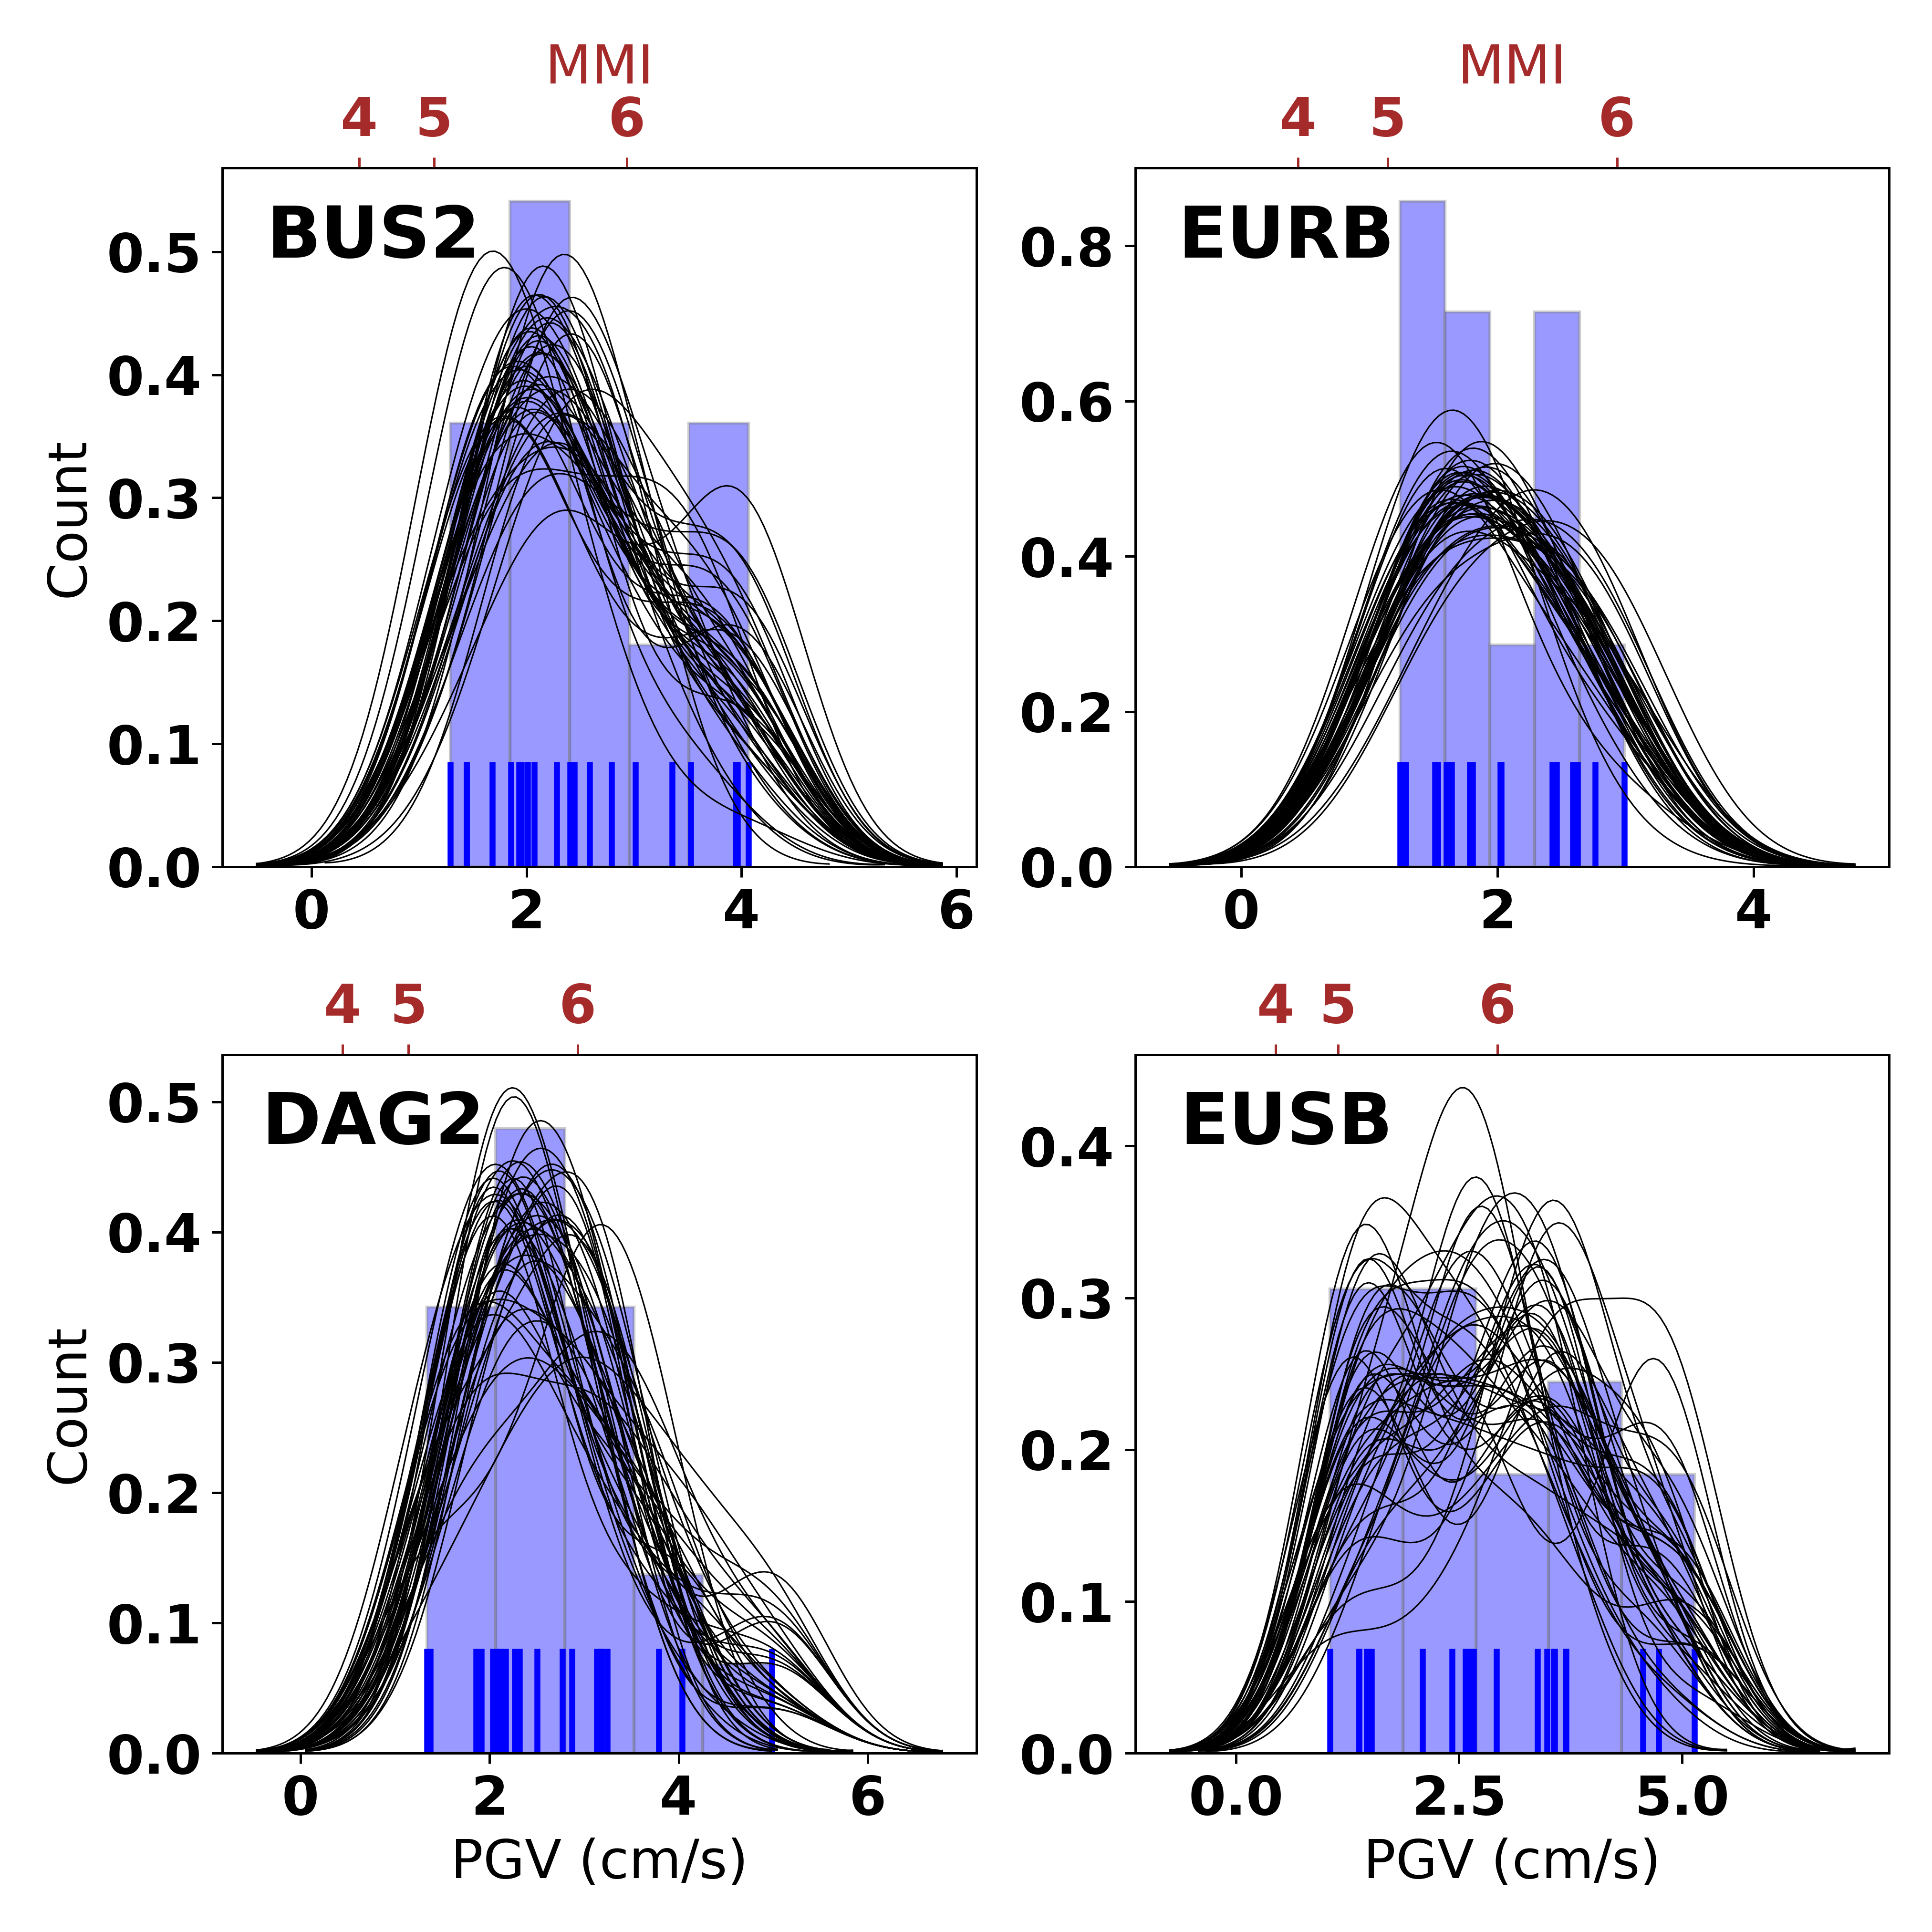 MMI MMI
4 5 6 4 5 6
BUS2 EURB
0.5 0.8
0.4 0.6
0.3 0.4
0.2 0.2
0.1 0.0
0.0
Count
0 2 4 6 0 2 4
4 5 6 4 5 6
DAG2 EUSB
0.5 0.4
0.4 0.3
0.3 0.2
0.2 0.1
0.1 0.0
0.0
Count
0 2 4 6 0.0 2.5 5.0
PGV (cm/s) PGV (cm/s)